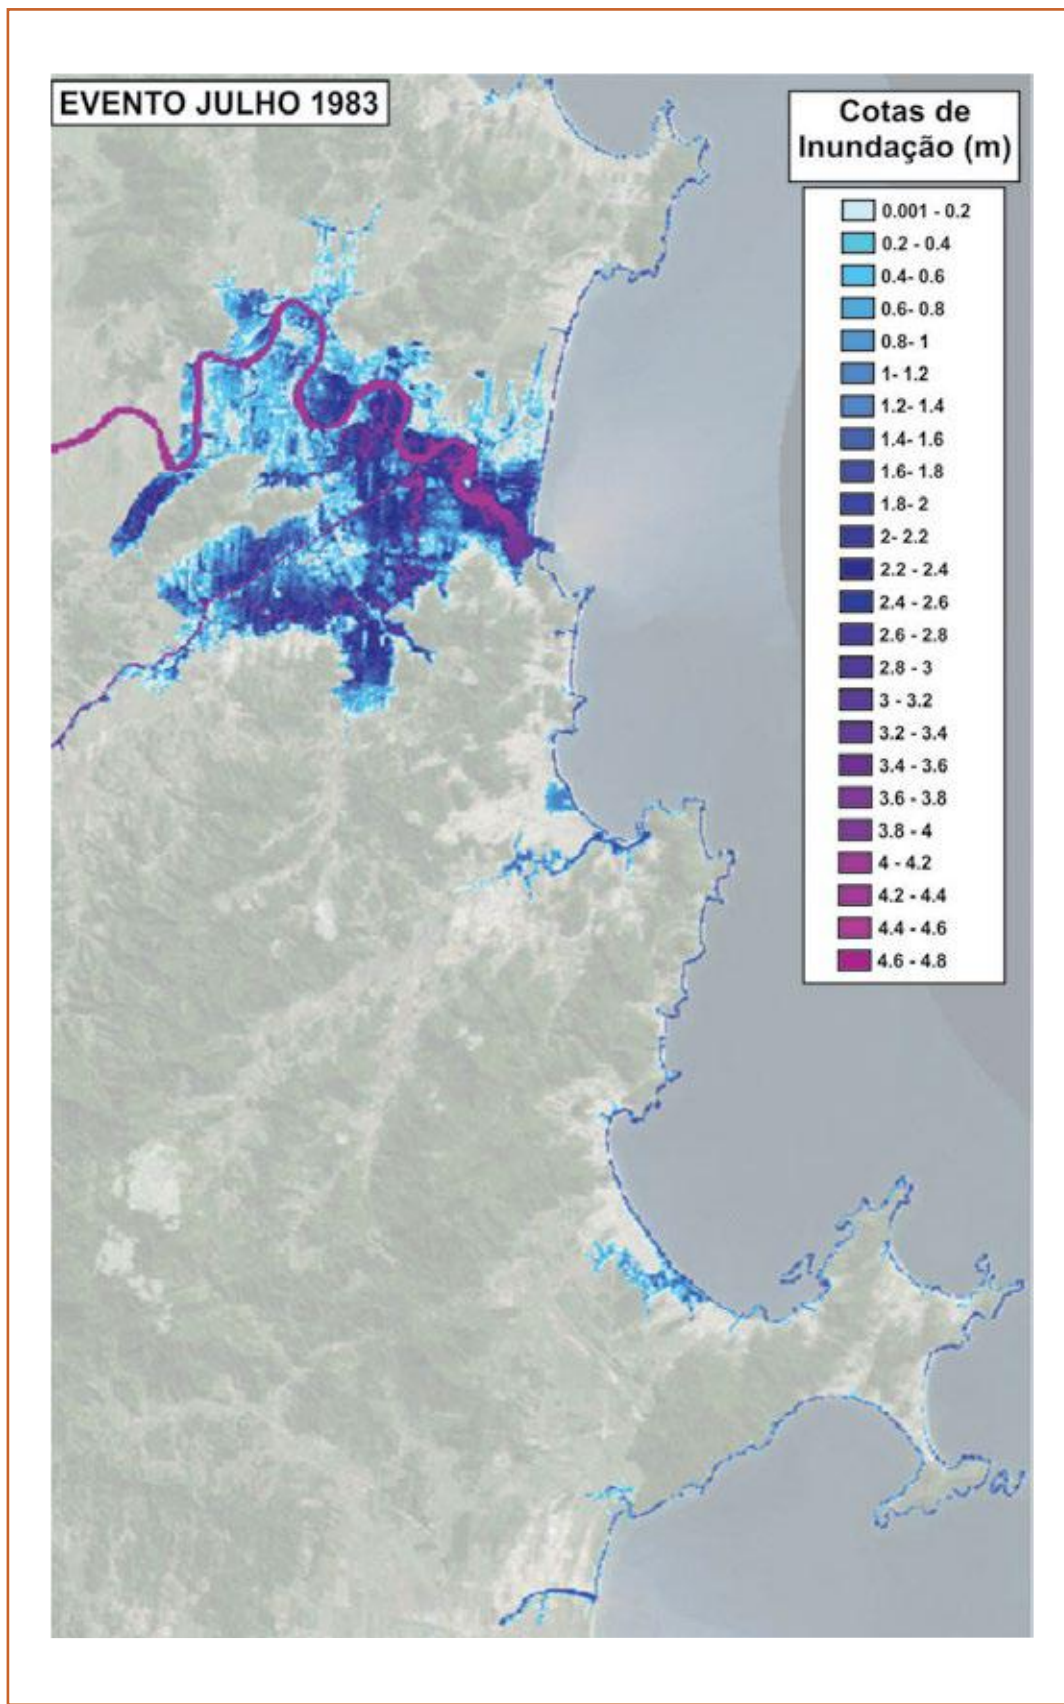 EVENTO JULHO 1983
Cotas de
Inundação (m)
0.001 - 0.2
0.2 - 0.4
0.4- 0.6
0.6- 0.8
0.8- 1
1- 1.2
1.2- 1.4
1.4- 1.6
1.6- 1.8
1.8- 2
2- 2.2
2.2 - 2.4
2.4 - 2.6
2.6 - 2.8
2.8 - 3
3 - 3.2
3.2 - 3.4
3.4 - 3.6
3.6 - 3.8
3.8 - 4
4 - 4.2
4.2 - 4.4
4.4 - 4.6
4.6 - 4.8